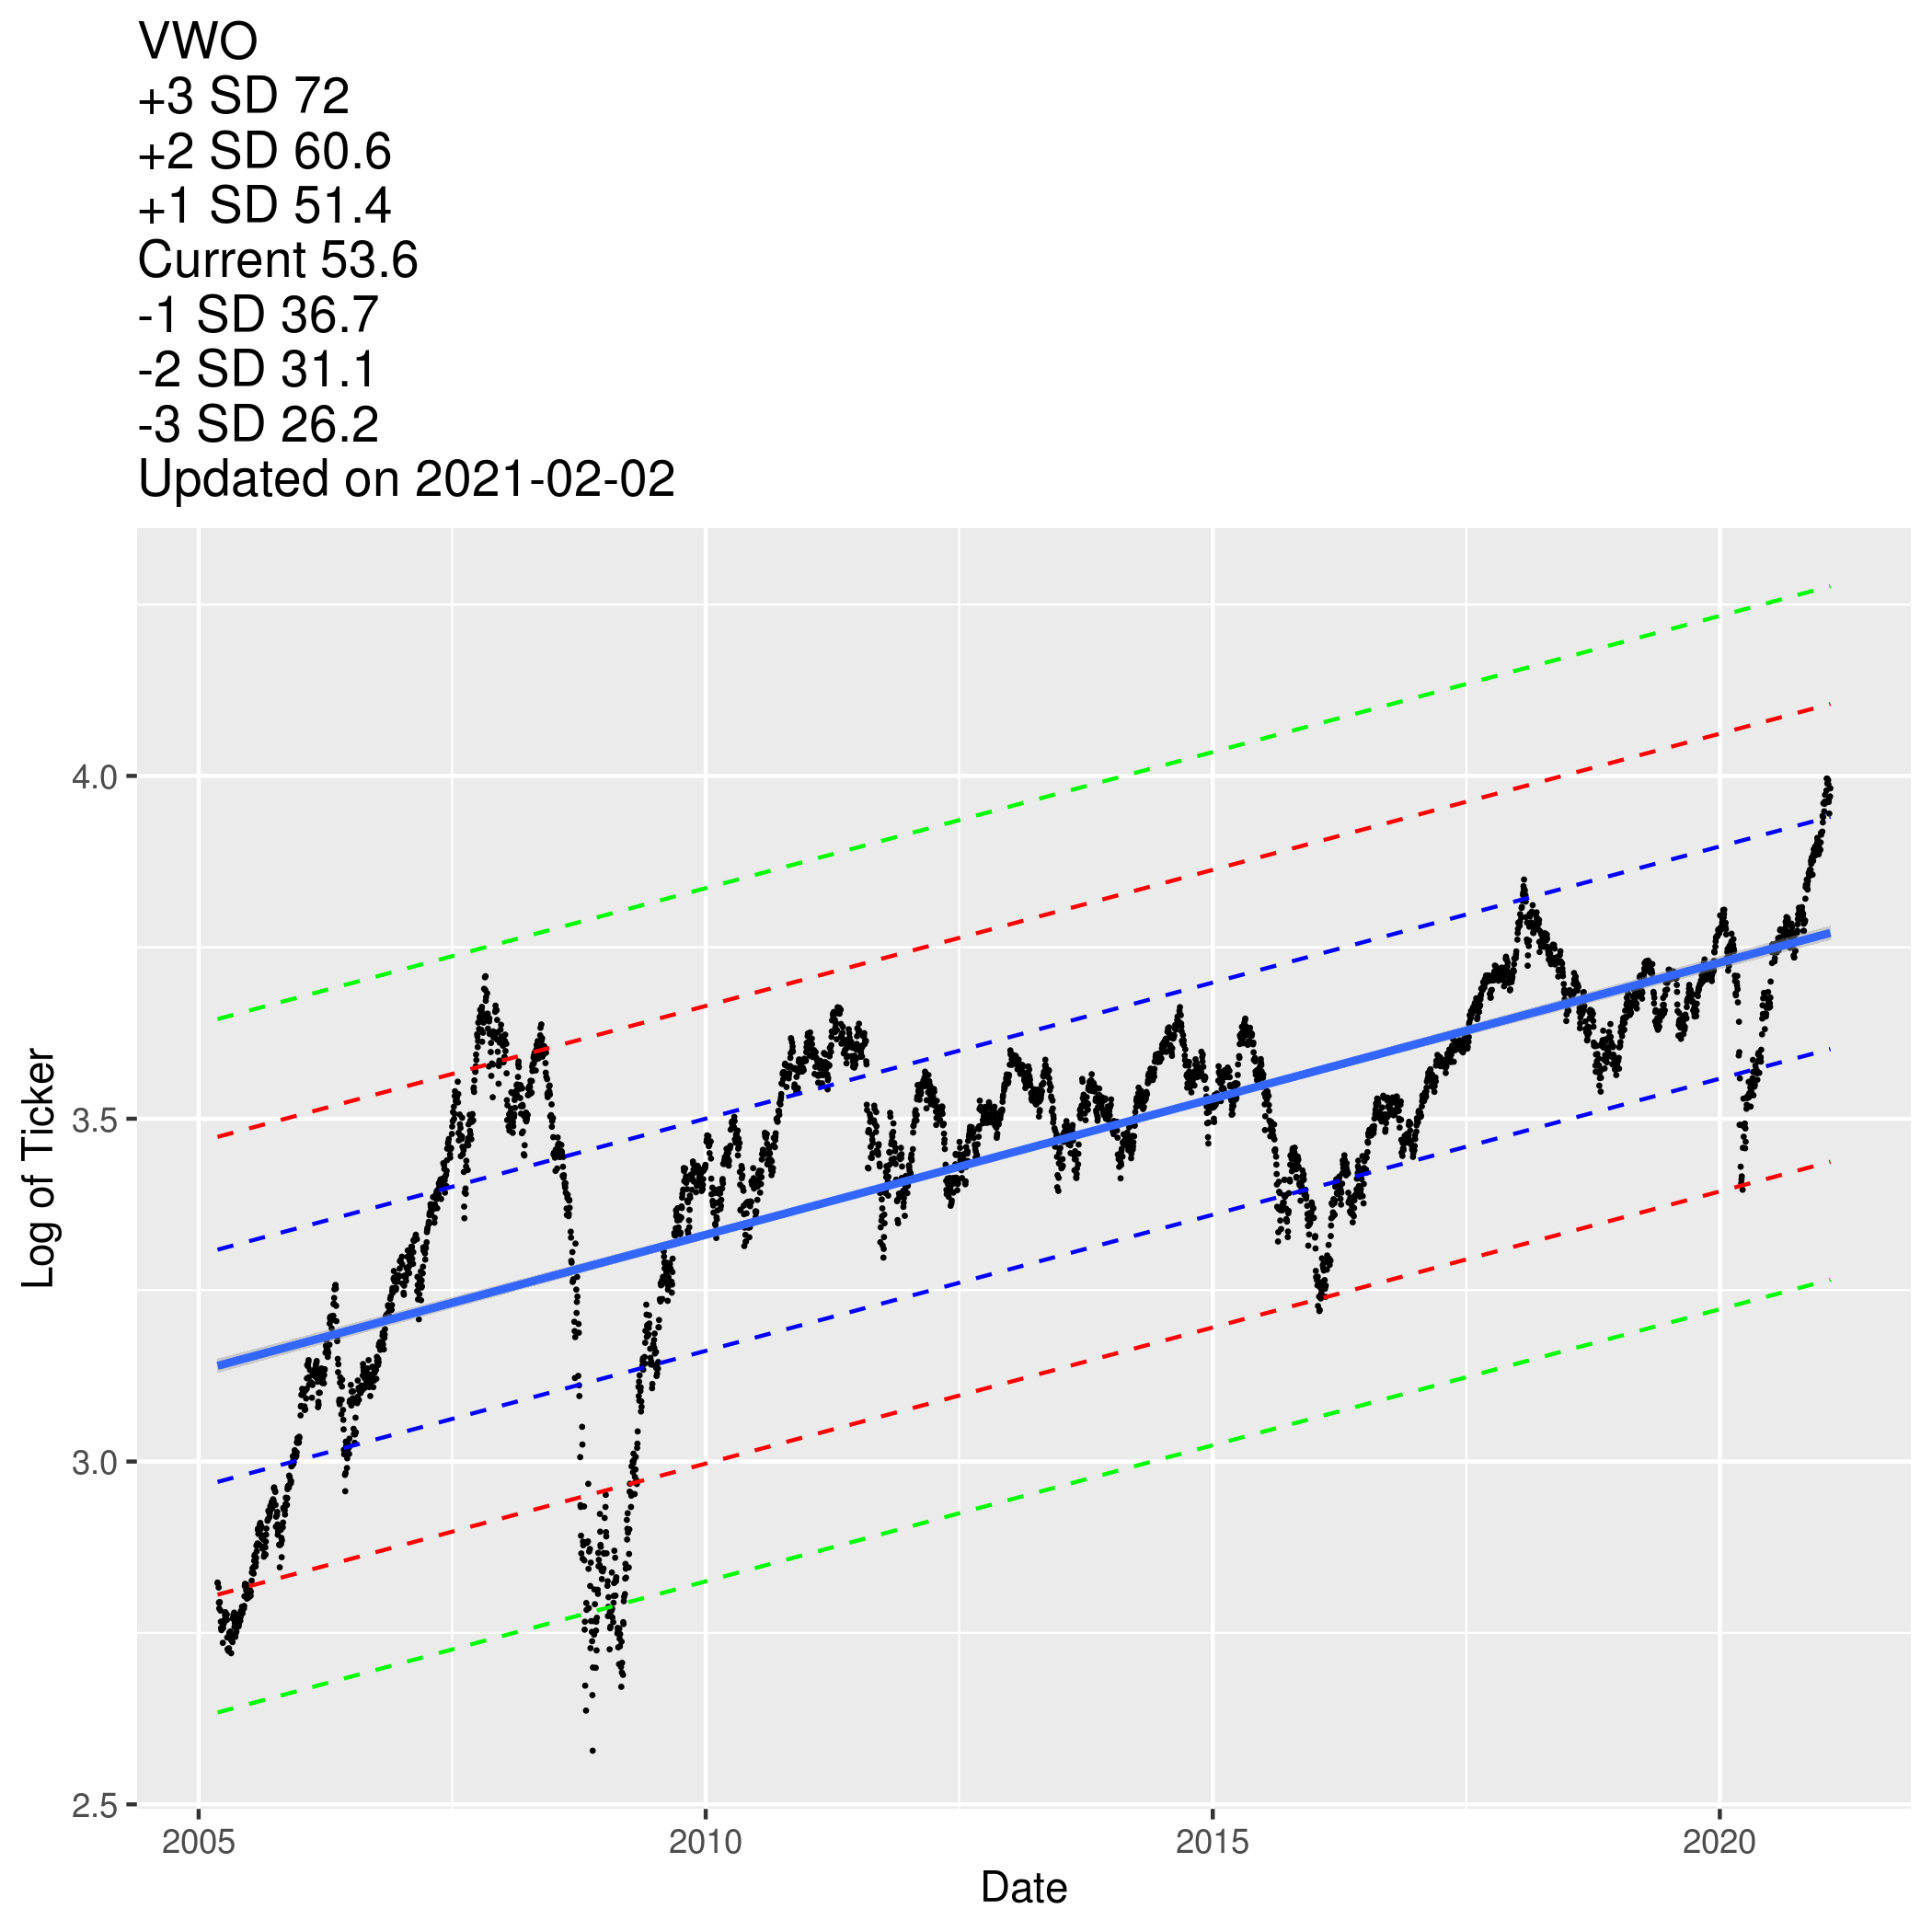 VWO
+3 SD 72
+2 SD 60.6
+1 SD 51.4
Current 53.6
-1 SD 36.7
-2 SD 31.1
-3 SD 26.2
Updated on 2021-02-02
4.0
3.5
3.0
2.5
Log of Ticker
2005 2010 2015 2020
Date